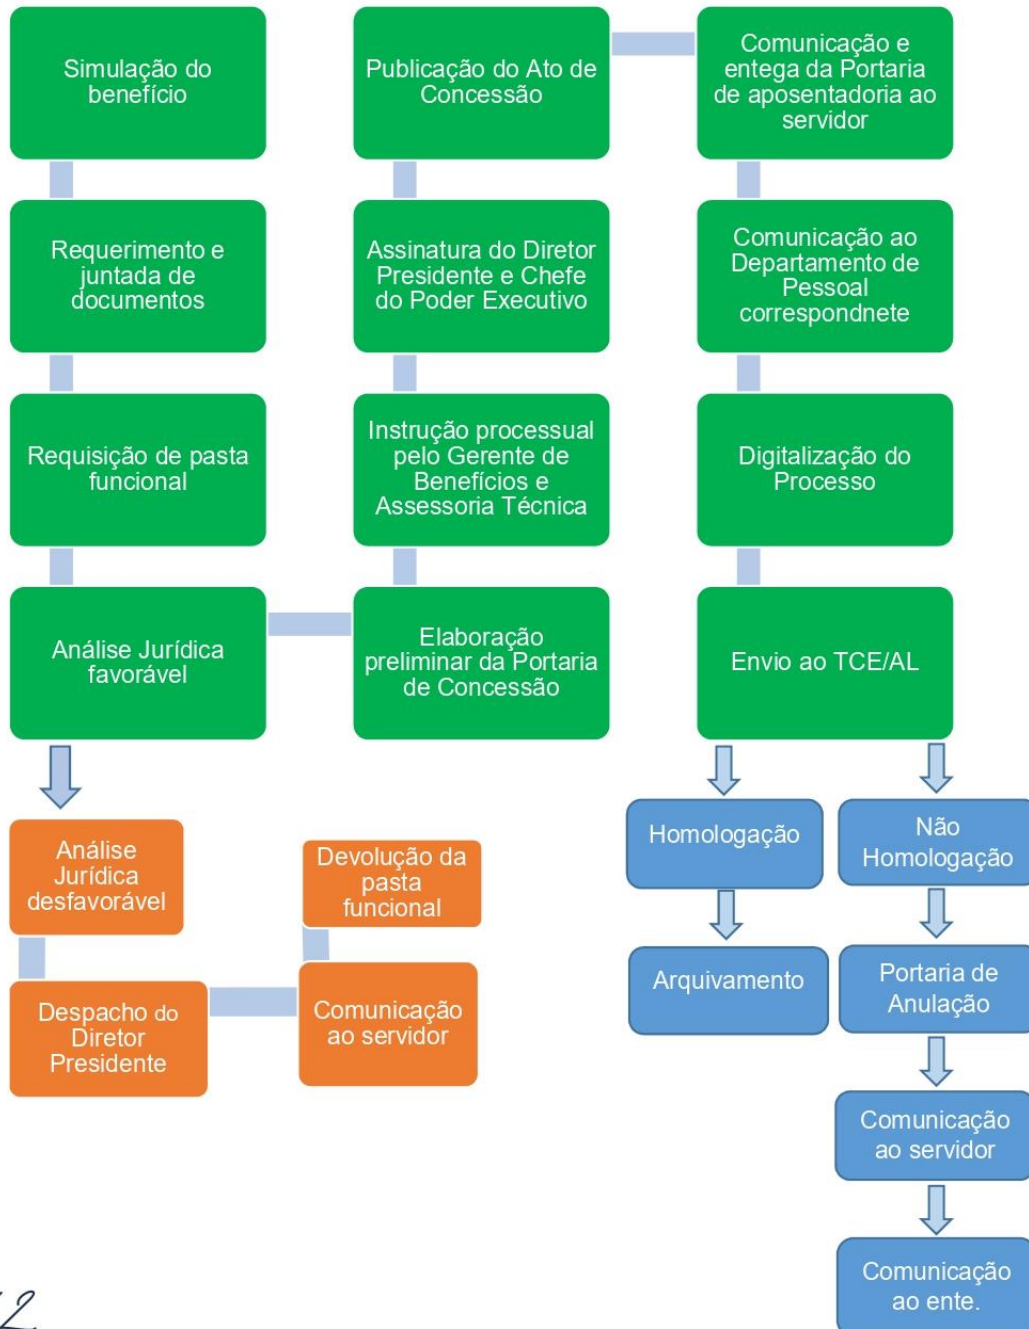 Simulação do
benefício
Requerimento e
juntada de
documentos
Requisição de pasta
funcional
Análise Jurídica
favorável
Elaboração
preliminar da Portaria
de Concessão
Instrução processual
pelo Gerente de
Benefícios e
Assessoria Técnica
Assinatura do Diretor
Presidente e Chefe
do Poder Executivo
Publicação do Ato de
Concessão
Comunicação e
entega da Portaria
de aposentadoria ao
servidor
Comunicação ao
Departamento de
Pessoal
correspondnete
Digitalização do
Processo
Envio ao TCE/AL
Análise
Jurídica
desfavorável
Despacho do
Diretor
Presidente
Comunicação
ao servidor
Devolução da
pasta
funcional
Homologação
Arquivamento
Não
Homologação
Portaria de
Anulação
Comunicação
ao servidor
Comunicação
ao ente.